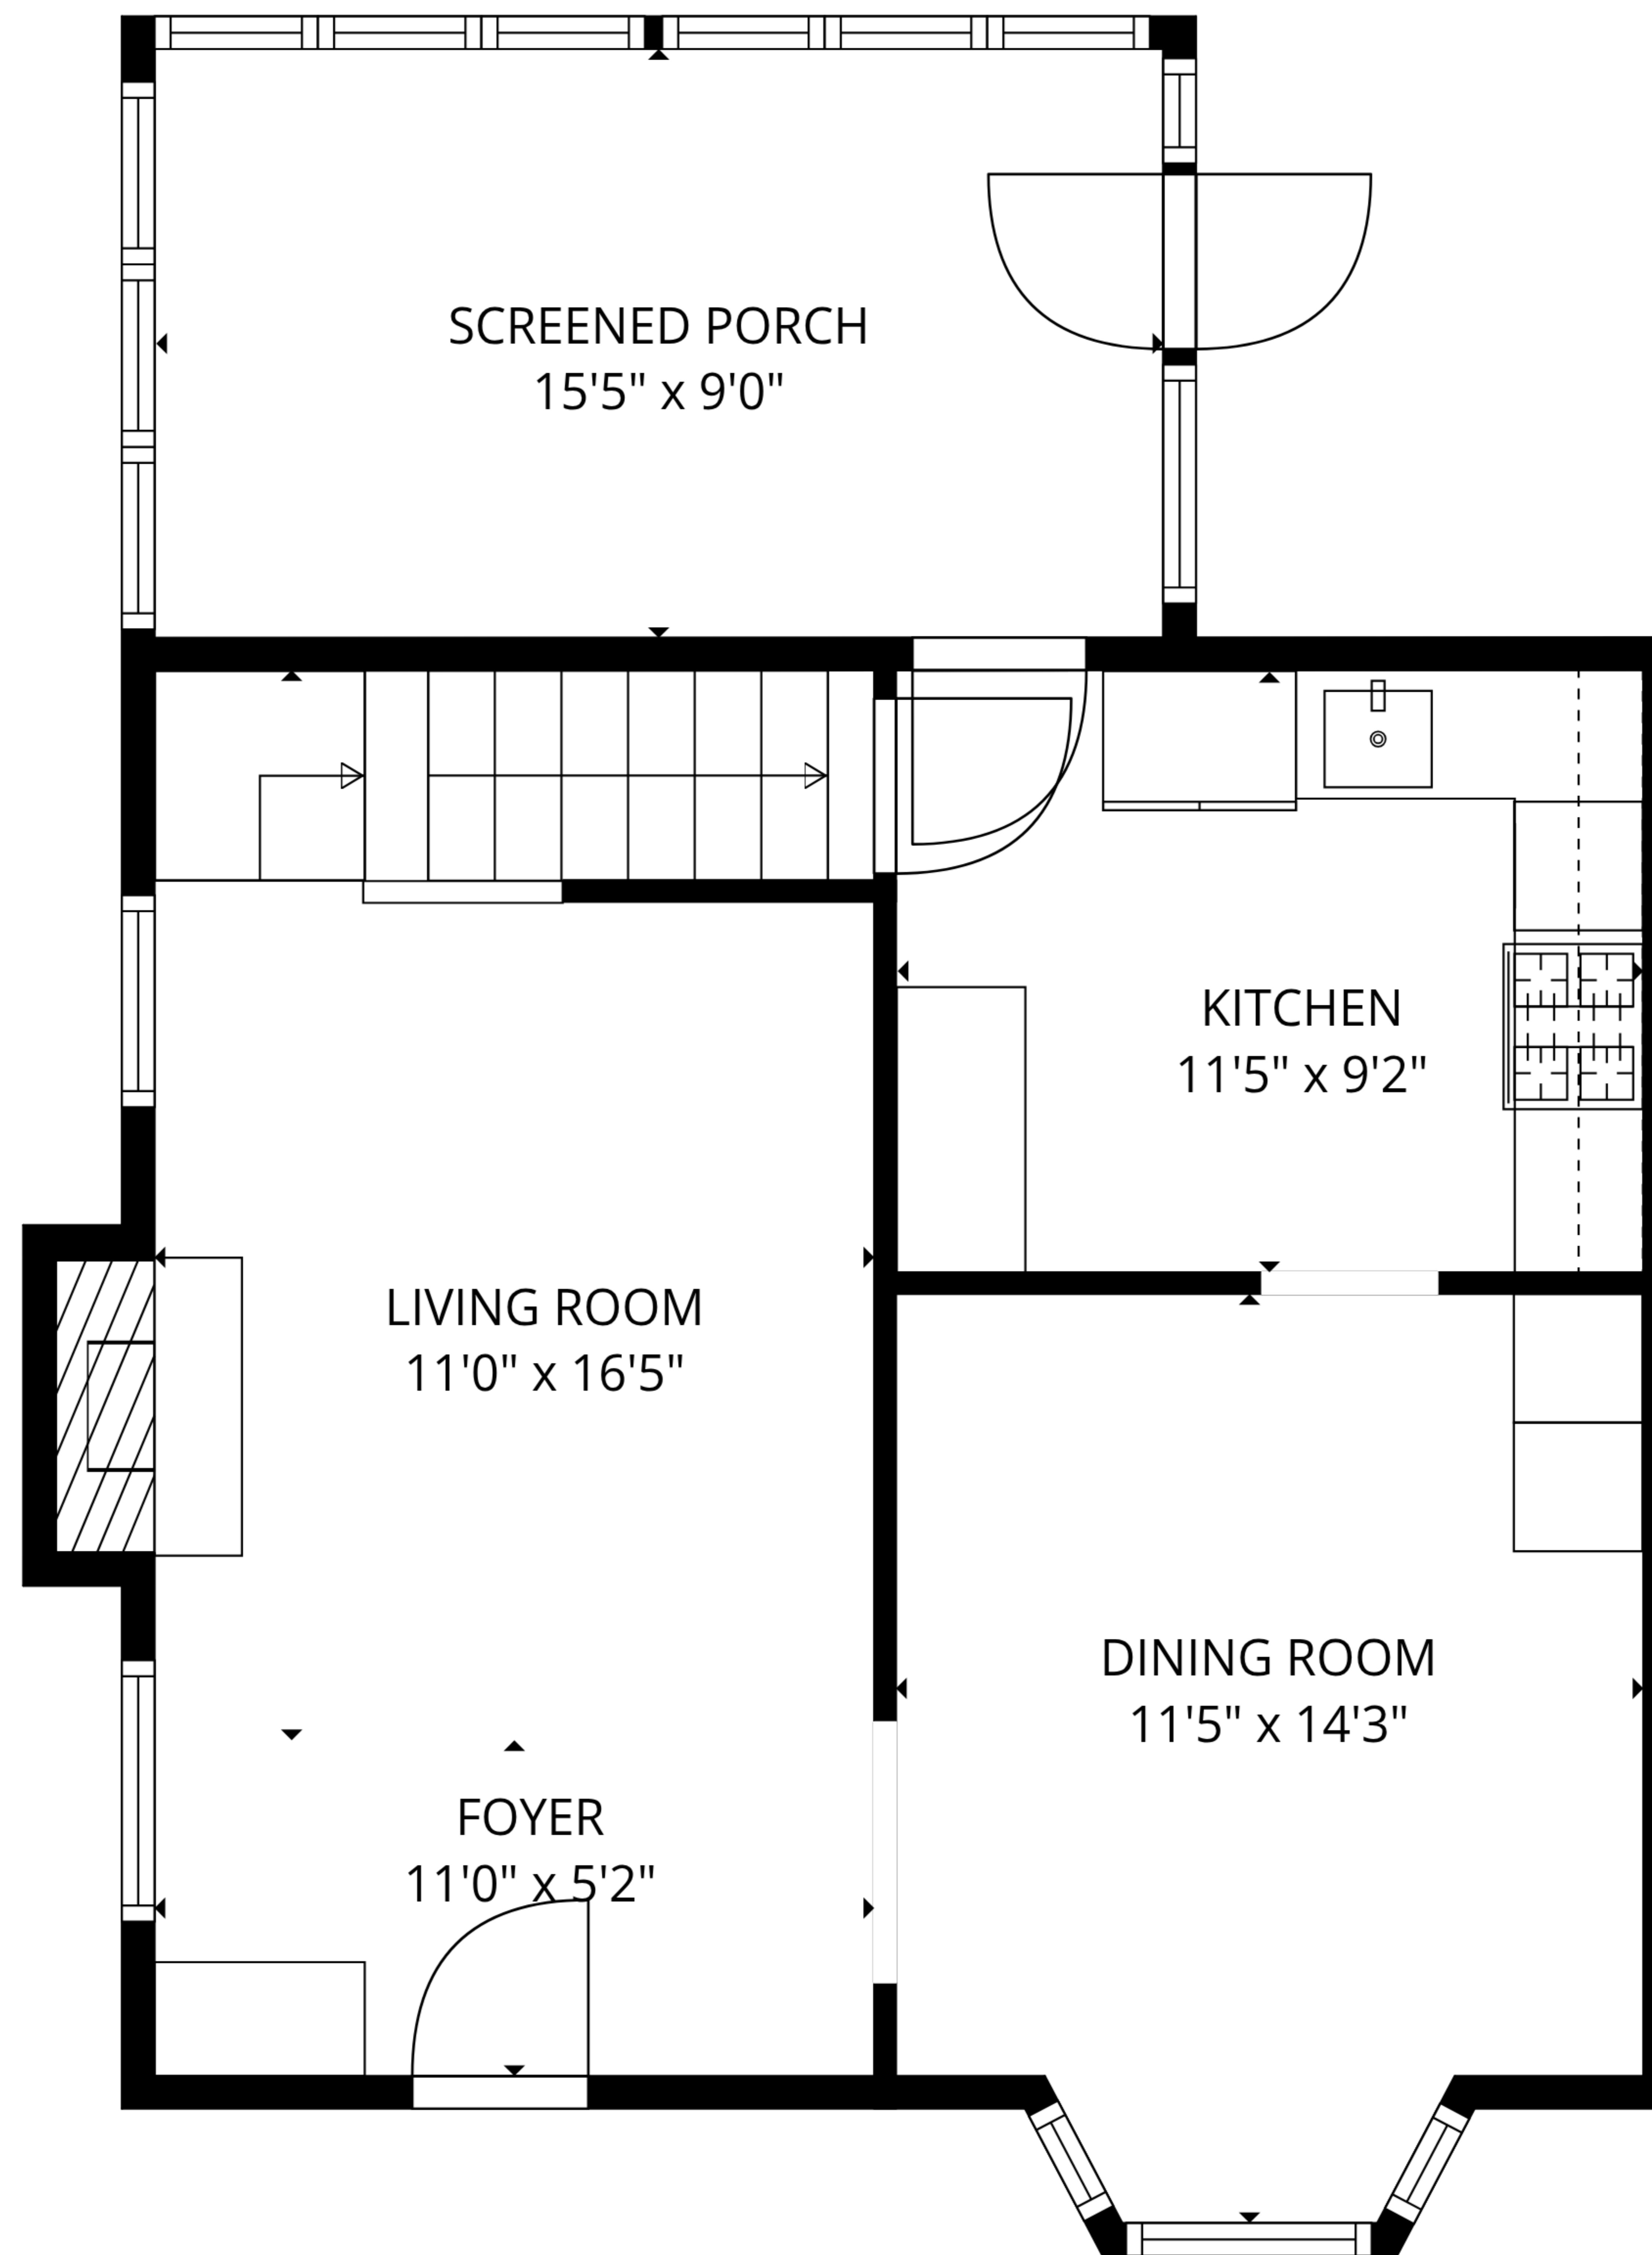 SCREENED PORCH
15'5" x 9'0"
KITCHEN
11'5" x 9'2"
LIVING ROOM
11'0" x 16'5"
DINING ROOM
11'5" x 14'3"
FOYER
11'0" x 5'2"